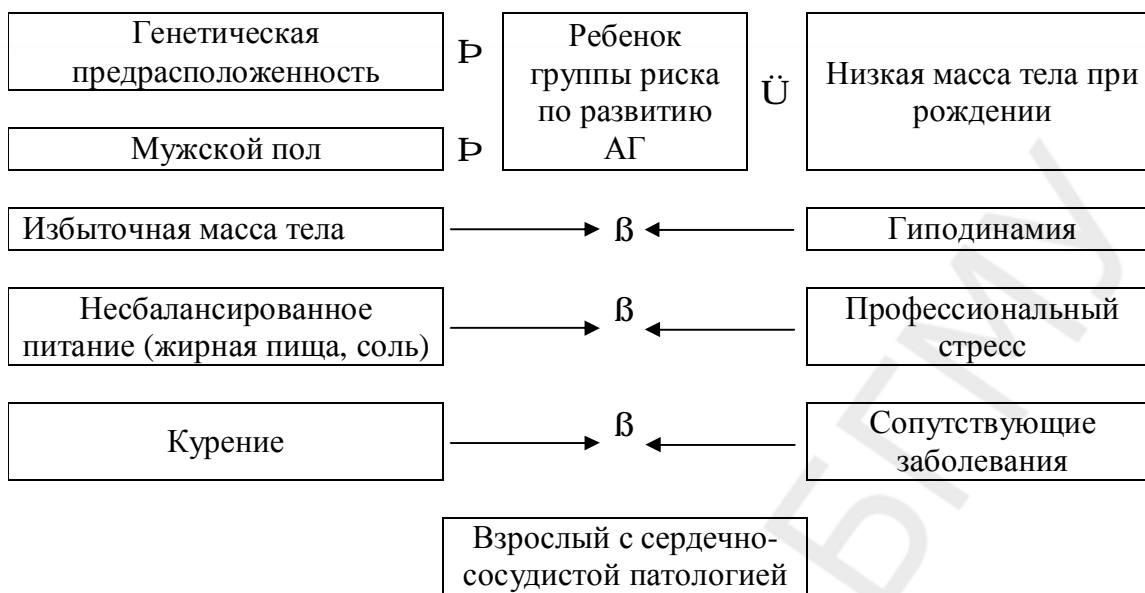 Генетическая
предрасположенность
Þ
Ребенок
группы риска
по развитию
АГ
Ü
Низкая масса тела при
рождении
Мужской пол
Þ
Избыточная масса тела
ß
Гиподинамия
Несбалансированное
питание (жирная пища, соль)
ß
Профессиональный
стресс
Курение
ß
Сопутствующие
заболевания
Взрослый с сердечно-
сосудистой патологией
БГМУ